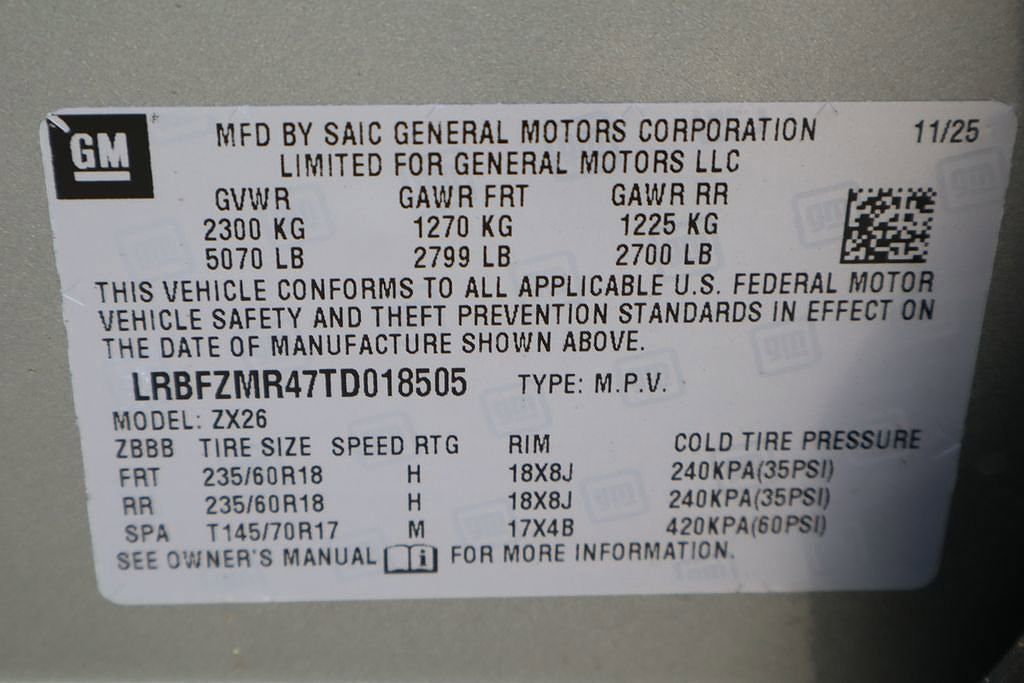 GM
MFD BY SAIC GENERAL MOTORS CORPORATION 11/25
LIMITED FOR GENERAL MOTORS LLC
GVWR GAWR FRT GAWR RR
2300 KG 1270 KG 1225 KG
5070 LB 2799 LB 2700 LB
THIS VEHICLE CONFORMS TO ALL APPLICABLE U.S. FEDERAL MOTOR
VEHICLE SAFETY AND THEFT PREVENTION STANDARDS IN EFFECT ON
THE DATE OF MANUFACTURE SHOWN ABOVE.
LRBFZMR47TD018505 TYPE: M.P.V.
MODEL: ZX26
ZBBB TIRE SIZE SPEED RTG RIM COLD TIRE PRESSURE
FRT 235/60R18 H 18X8J 240KPA(35PSI)
RR 235/60R18 H 18X8J 240KPA(35PSI)
SPA T145/70R17 M 17X4B 420KPA(60PSI)
SEE OWNER'S MANUAL i FOR MORE INFORMATION.